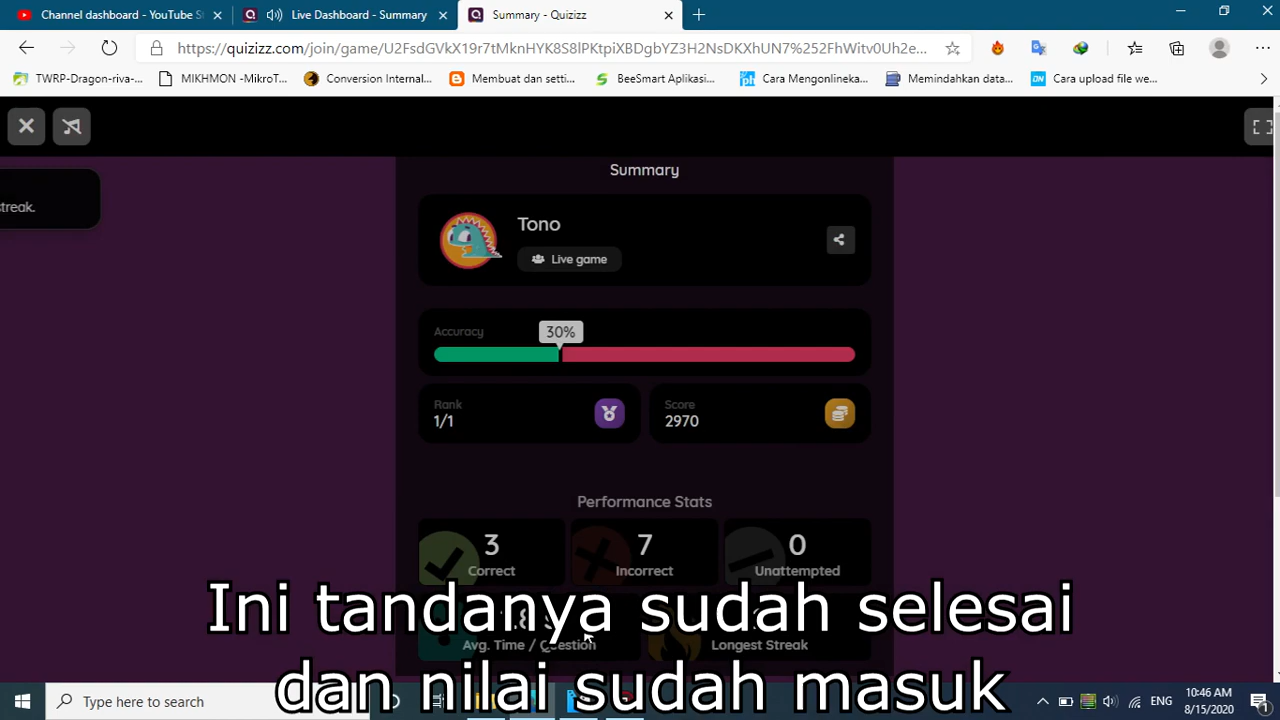 Channel dashboard - YouTube S
Live Dashboard - Summary
Summary - Quizizz
https://quizizz.com/join/game/U2FsdGVkX19r7tMknHYK8S8lPKtpiXBDgbYZ3H2NsDKXhUN7%252FhWitv0Uh2e...
TWRP-Dragon-riva-...
MIKHMON -MikroT...
Conversion Internal...
Membuat dan setti...
BeeSmart Aplikasi...
Cara Mengonlineka...
Memindahkan data...
Cara upload file we...
Summary
streak.
Tono
Live game
Accuracy
30%
Rank
1/1
Score
2970
Performance Stats
3
Correct
7
Incorrect
0
Unattempted
Avg. Time / Question
Longest Streak
Ini tandanya sudah selesai
dan nilai sudah masuk
Type here to search
ENG
10:46 AM
8/15/2020